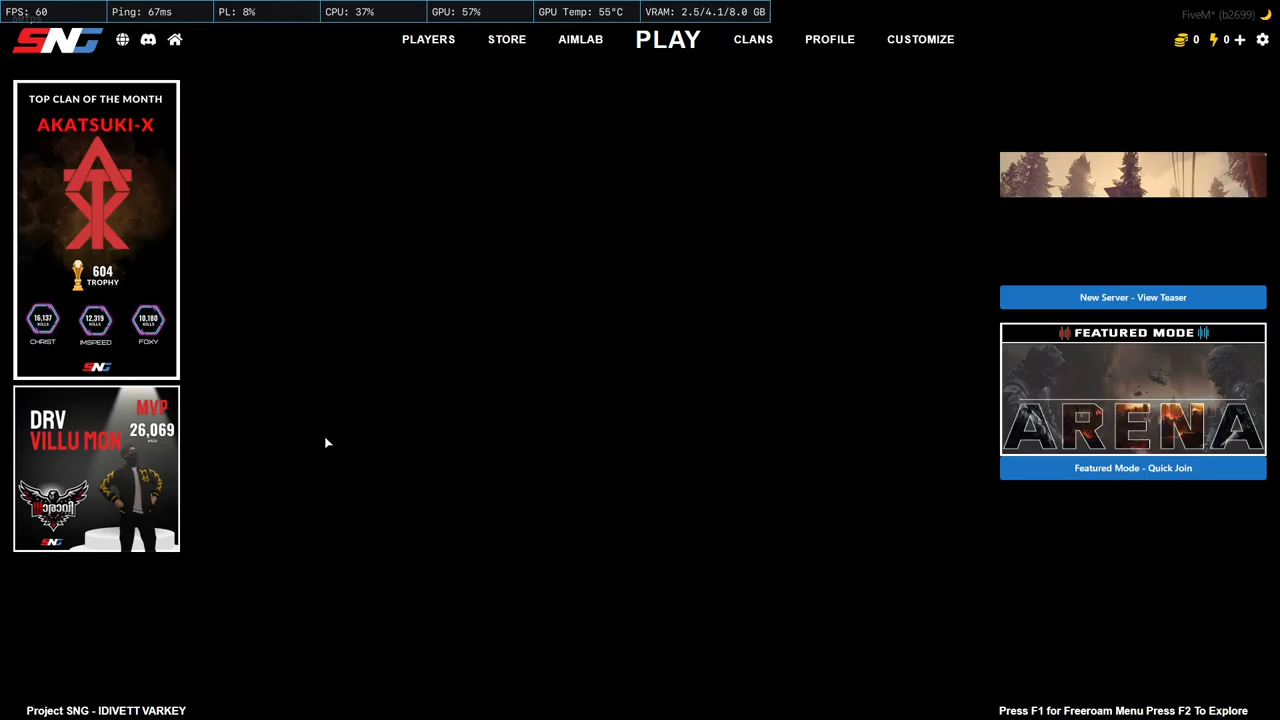 FPS: 60 Ping: 67ms PL: 8% CPU: 37% GPU: 57% GPU Temp: 55°C VRAM: 2.5/4.1/8.0 GB
FiveM* (b2699)
SNG PLAYERS STORE AIMLAB PLAY CLANS PROFILE CUSTOMIZE 0 0
TOP CLAN OF THE MONTH
AKATSUKI-X
604
TROPHY
16,137 12,319 10,180
KILLS KILLS KILLS
CHRIST IMSPEED FOXY
SNG
DRV
VILLU MON
MVP
26,069
KILLS
SNG
New Server - View Teaser
FEATURED MODE
ARENA
Featured Mode - Quick Join
Project SNG - IDIVETT VARKEY
Press F1 for Freeroam Menu Press F2 To Explore